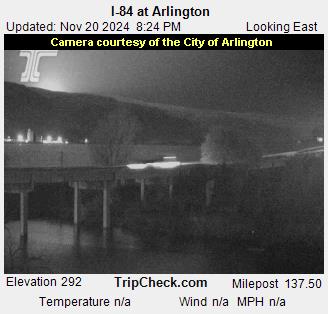 I-84 at Arlington
Updated: Nov 20 2024 8:24 PM Looking East
Camera courtesy of the City of Arlington
Elevation 292 TripCheck.com Milepost 137.50
Temperature n/a Wind n/a MPH n/a